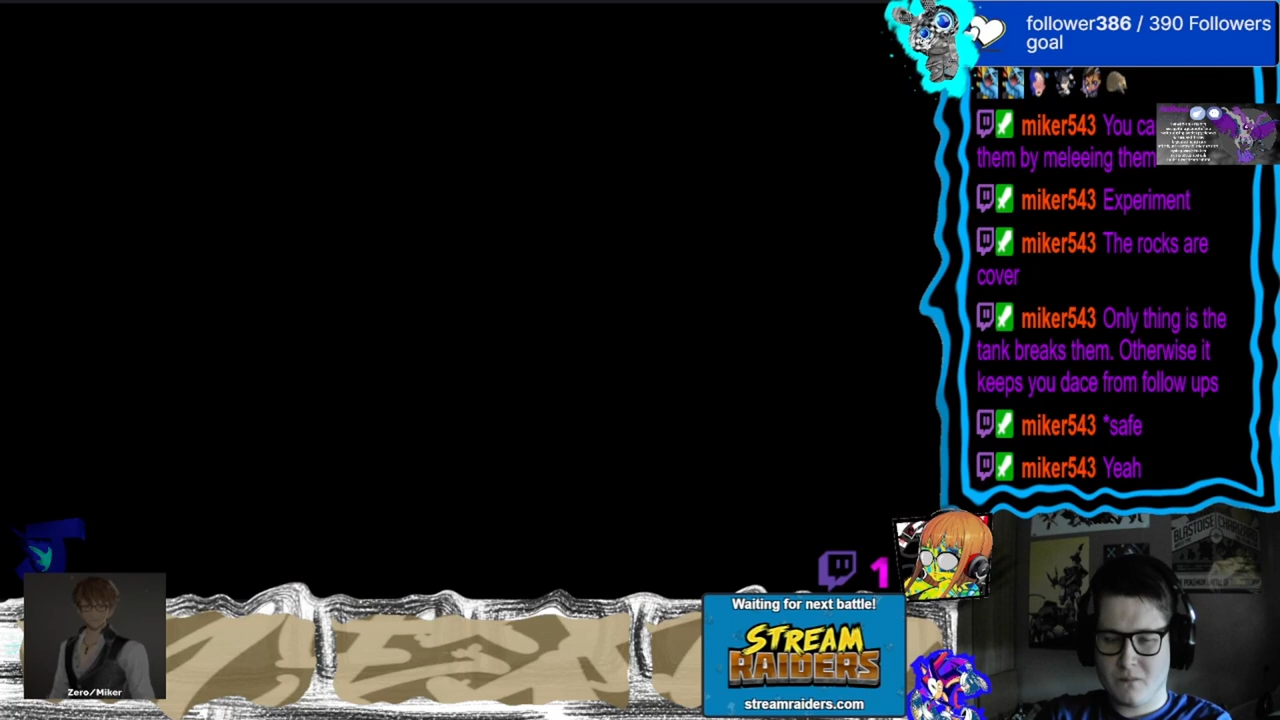 follower386 / 390 Followers
goal
miker543 You ca
them by meleeing them
miker543 Experiment
miker543 The rocks are
cover
miker543 Only thing is the
tank breaks them. Otherwise it
keeps you dace from follow ups
miker543 *safe
miker543 Yeah
1
BLASTOISE CHARIZARD
Waiting for next battle!
STREAM
RAIDERS
streamraiders.com
Zero/Miker